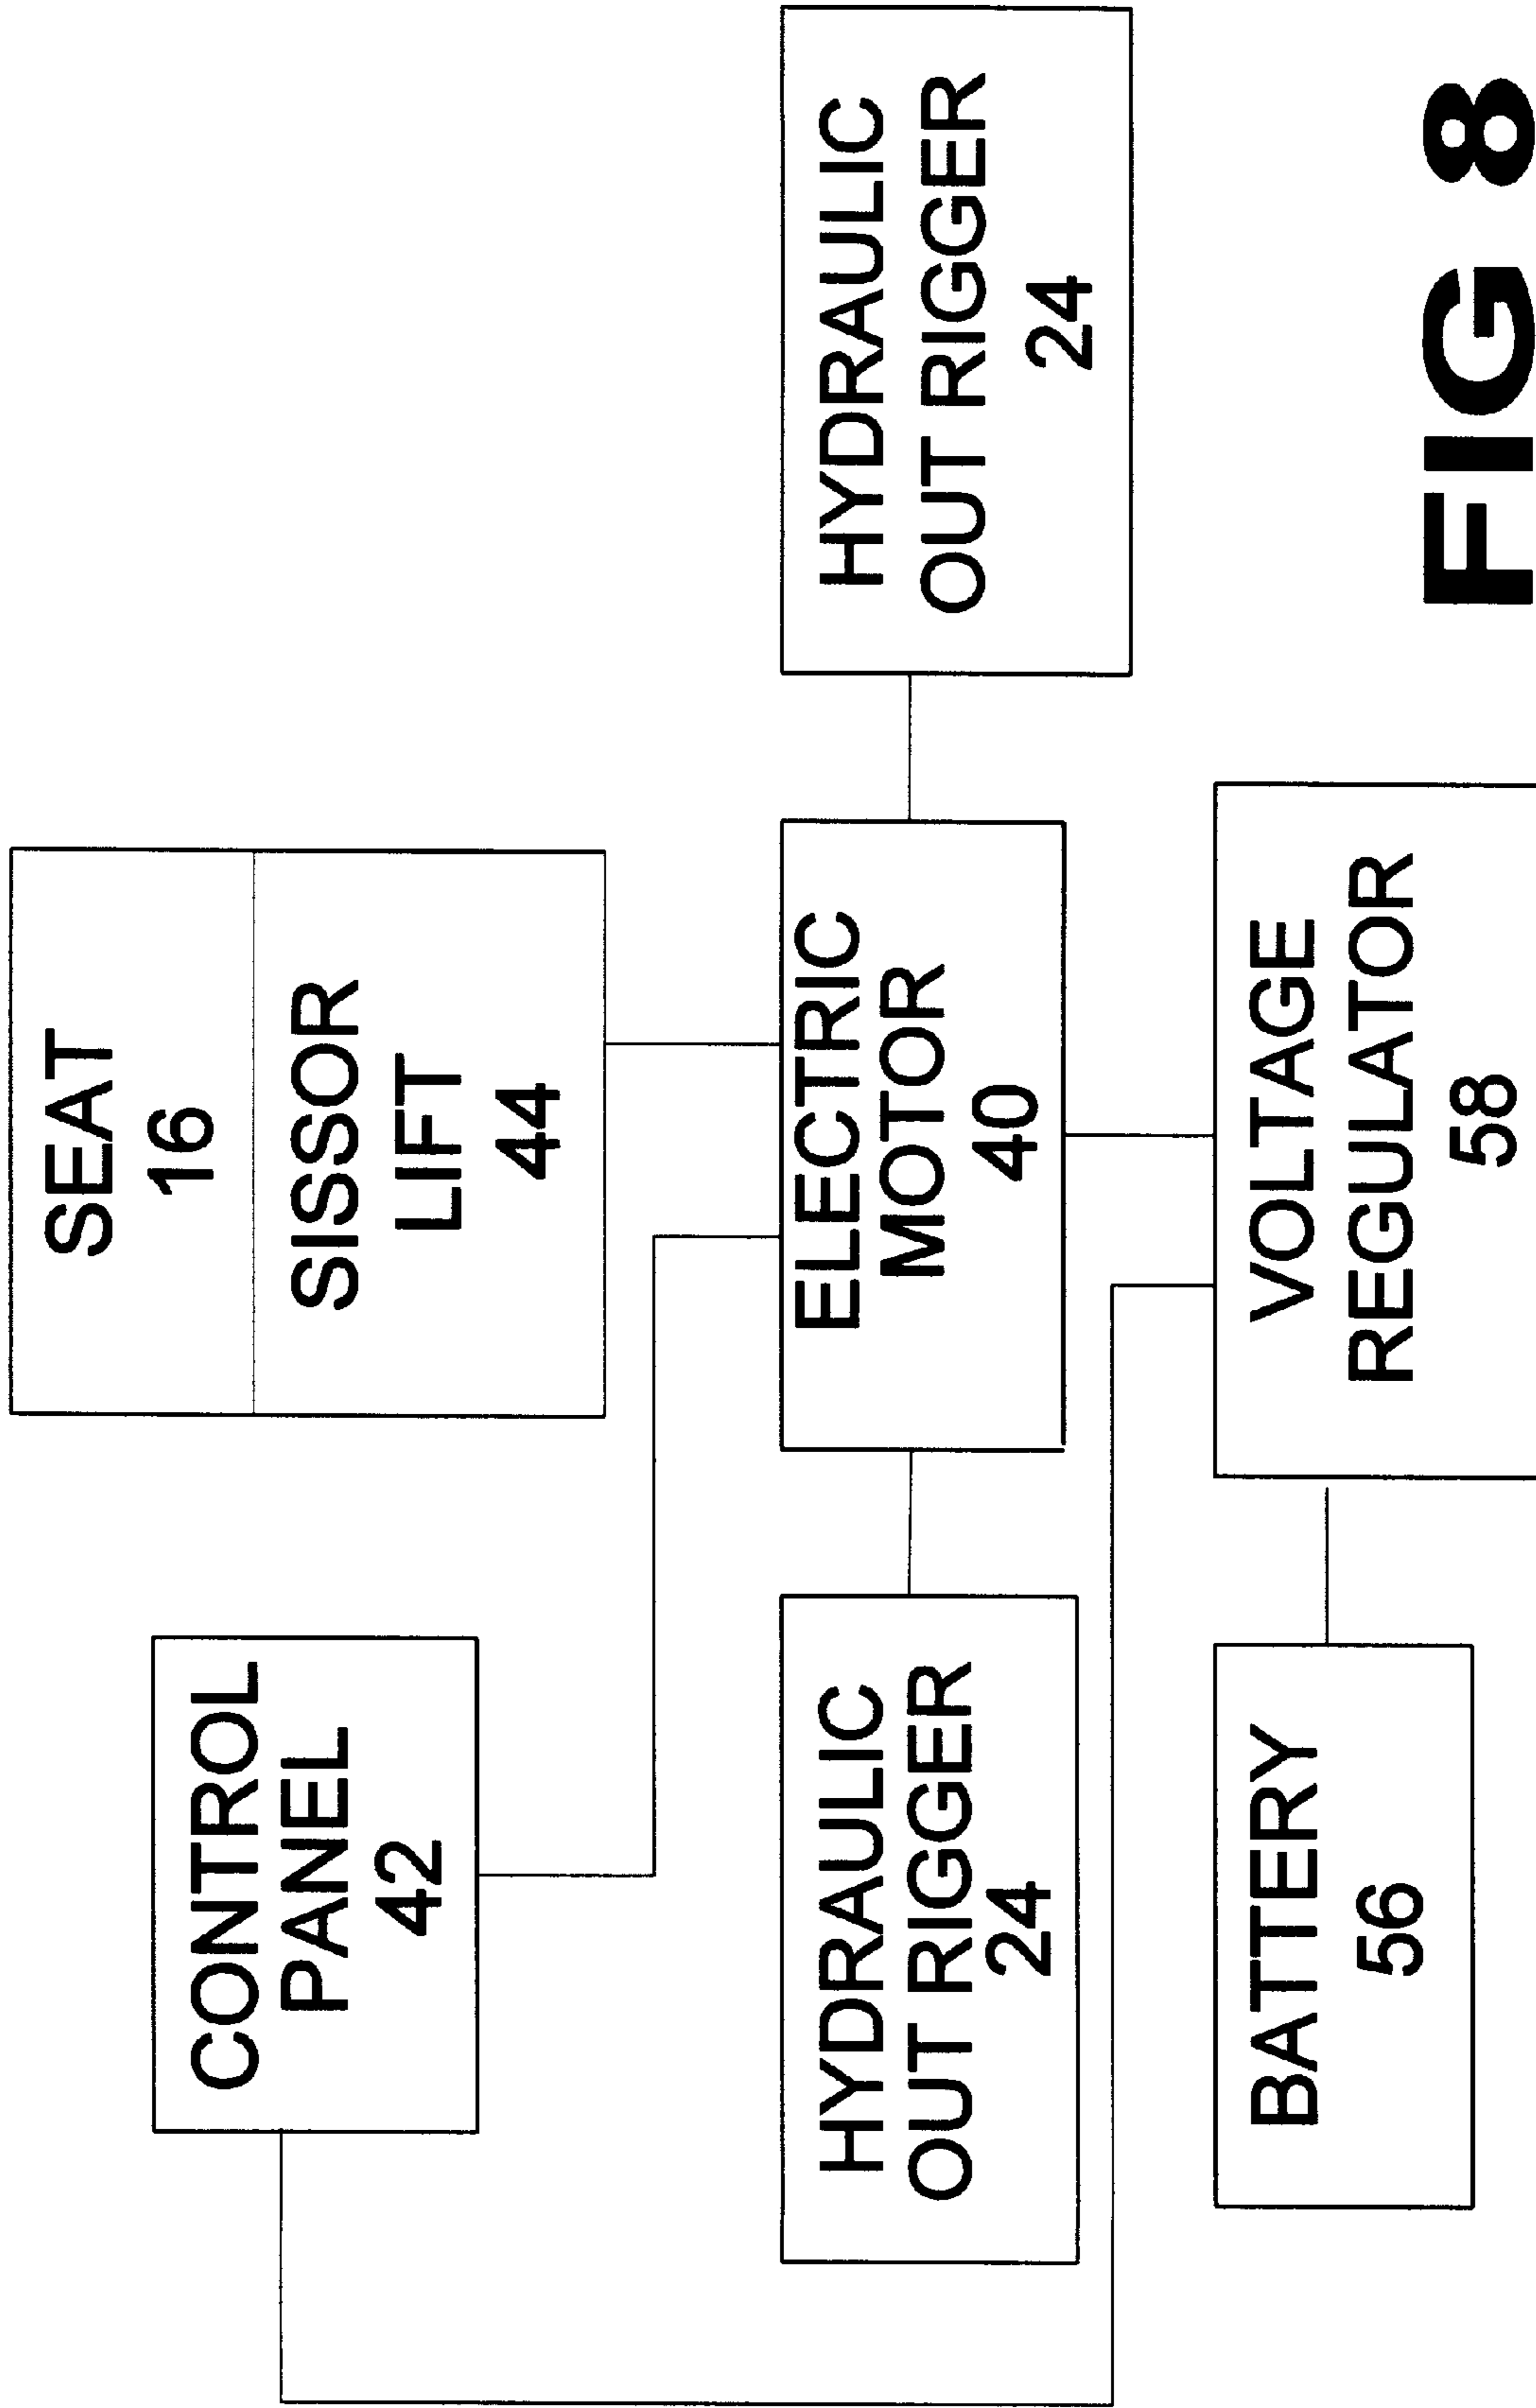 SEAT
16
SISSOR
LIFT
44
CONTROL
PANEL
42
HYDRAULIC
OUT RIGGER
24
ELECTRIC
MOTOR
40
HYDRAULIC
OUT RIGGER
24
BATTERY
56
VOLTAGE
REGULATOR
58
FIG 8